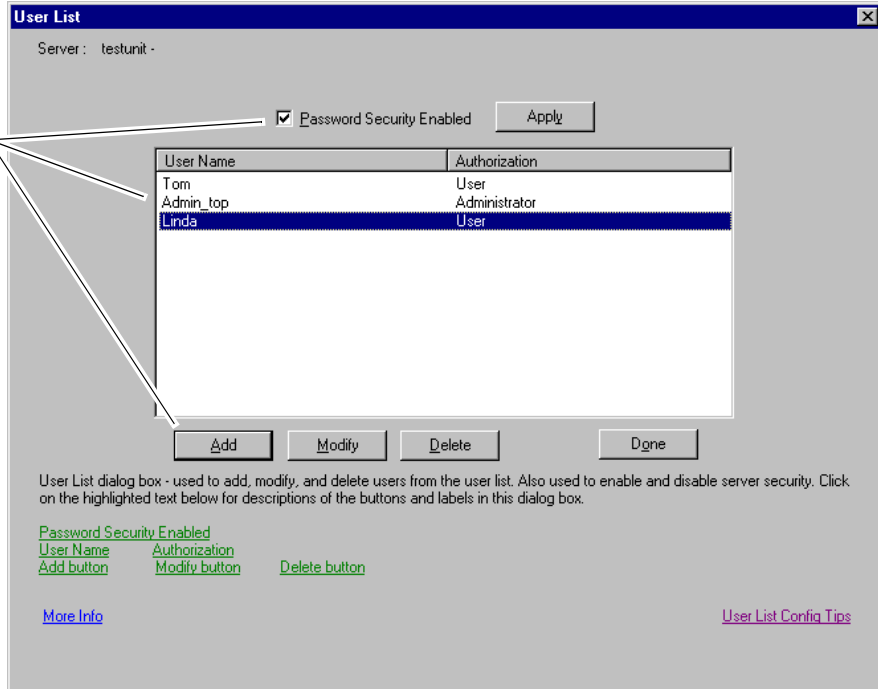 User List
Server : testunit -
Password Security Enabled Apply
User Name Authorization
Tom User
Admin_top Administrator
Linda User
Add Modify Delete Done
User List dialog box - used to add, modify, and delete users from the user list. Also used to enable and disable server security. Click
on the highlighted text below for descriptions of the buttons and labels in this dialog box.
Password Security Enabled
User Name Authorization
Add button Modify button Delete button
More Info User List Config Tips